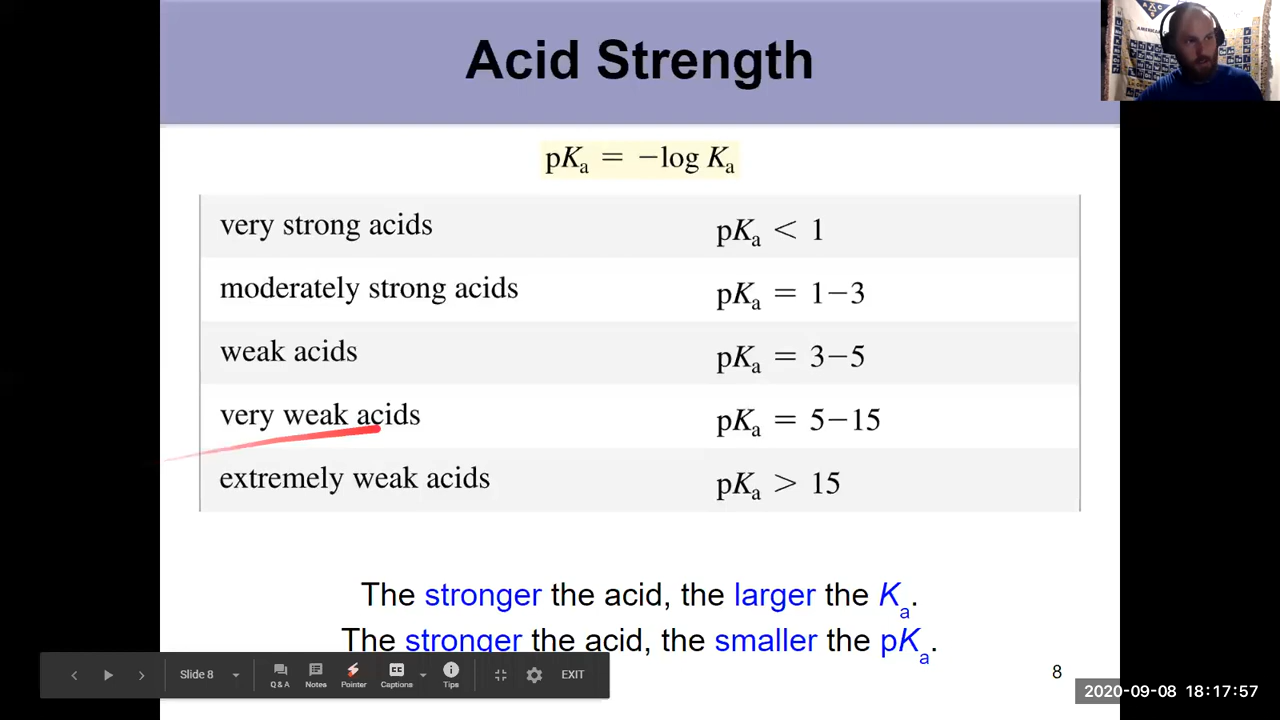 Acid Strength
pKa = −log Ka
very strong acids pKa < 1
moderately strong acids pKa = 1−3
weak acids pKa = 3−5
very weak acids pKa = 5−15
extremely weak acids pKa > 15
The stronger the acid, the larger the Ka.
The stronger the acid, the smaller the pKa.
Slide 8
Q & A
Notes
Pointer
Captions
Tips
EXIT
8
2020-09-08 18:17:57